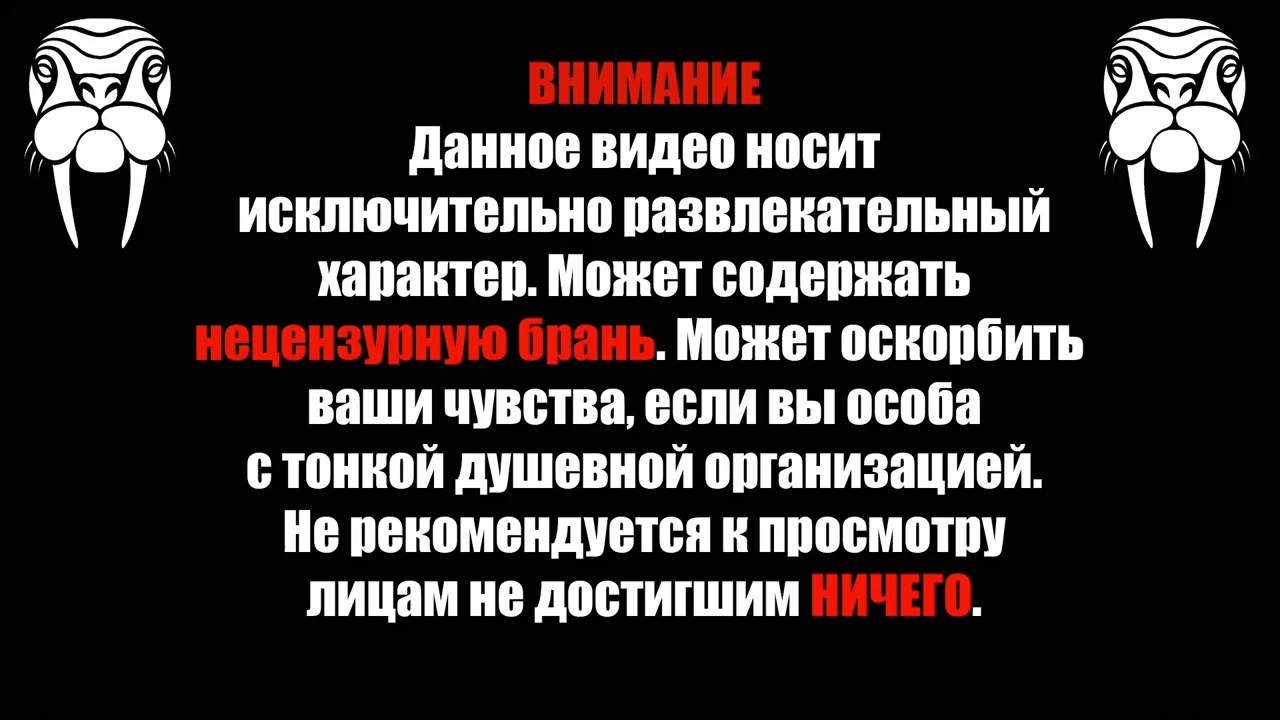 ВНИМАНИЕ
Данное видео носит
исключительно развлекательный
характер. Может содержать
нецензурную брань. Может оскорбить
ваши чувства, если вы особа
с тонкой душевной организацией.
Не рекомендуется к просмотру
лицам не достигшим НИЧЕГО.